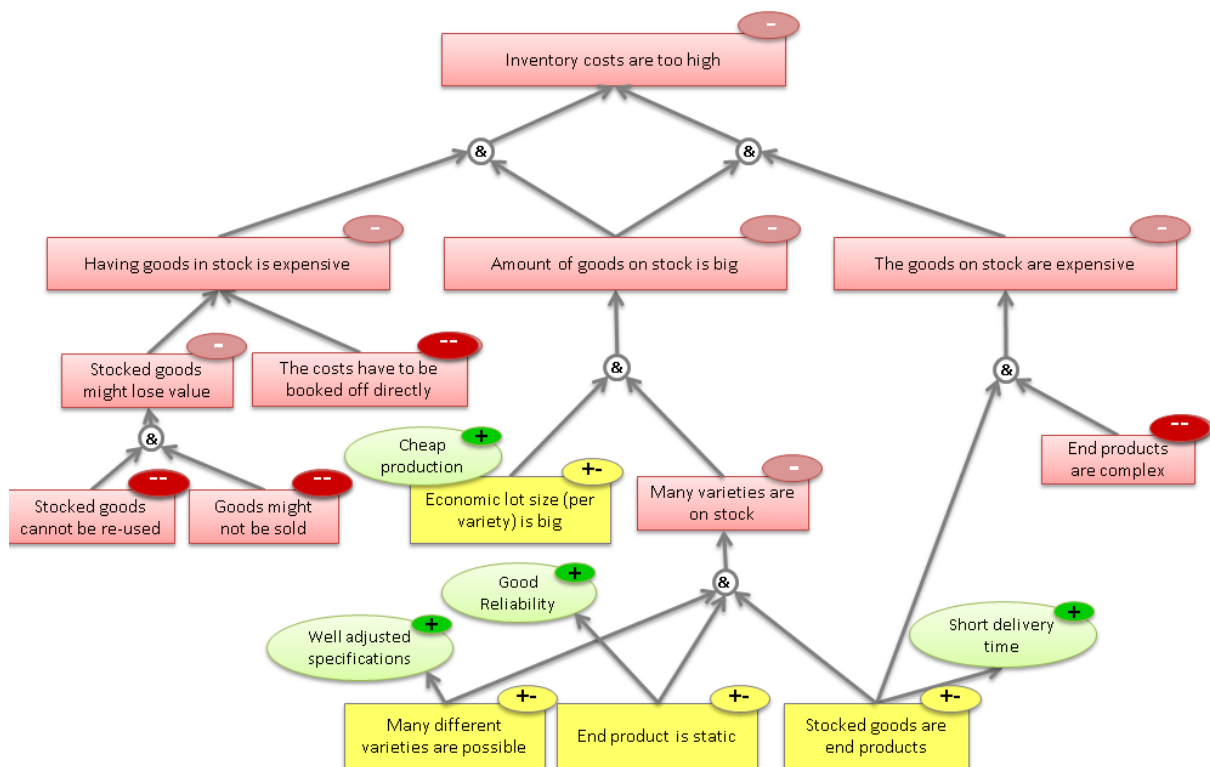 -
Inventory costs are too high
&
&
-
Having goods in stock is expensive
-
Amount of goods on stock is big
-
The goods on stock are expensive
-
Stocked goods
might lose value
--
The costs have to be
booked off directly
&
&
&
+
Cheap
production
+-
Economic lot size (per
variety) is big
-
Many varieties are
on stock
--
End products
are complex
--
Stocked goods
cannot be re-used
--
Goods might
not be sold
&
+
Good
Reliability
+
Well adjusted
specifications
+
Short delivery
time
+-
Many different
varieties are possible
+-
End product is static
+-
Stocked goods are
end products